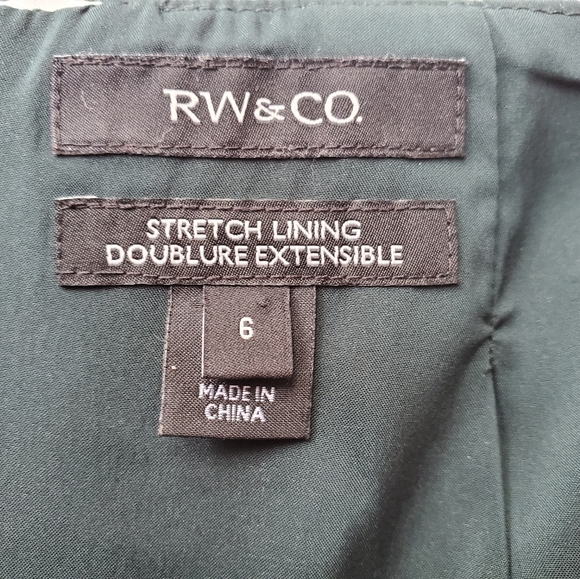 RW&CO.
STRETCH LINING
DOUBLURE EXTENSIBLE
6
MADE IN
CHINA